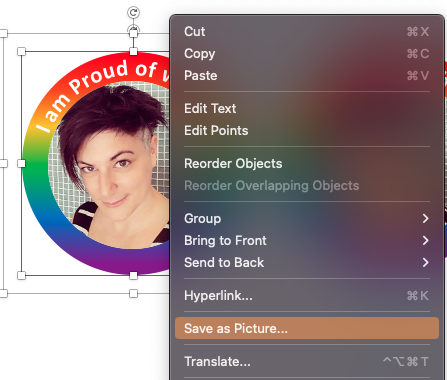 I am Proud of
Cut ⌘X
Copy ⌘C
Paste ⌘V
Edit Text
Edit Points
Reorder Objects
Reorder Overlapping Objects
Group
Bring to Front
Send to Back
Hyperlink... ⌘K
Save as Picture...
Translate... ^⌥⌘T